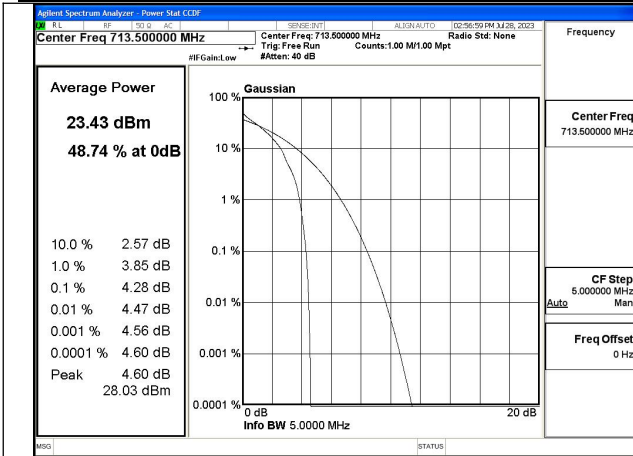 Agilent Spectrum Analyzer - Power Stat CCDF
RL RF 50 Ω AC SENSE:INT ALIGN AUTO 02:56:59 PM Jul 28, 2023
Center Freq 713.500000 MHz
Center Freq: 713.500000 MHz Radio Std: None
Trig: Free Run Counts:1.00 M/1.00 Mpt
#IFGain:Low #Atten: 40 dB
Frequency
Average Power
23.43 dBm
48.74 % at 0dB
10.0 % 2.57 dB
1.0 % 3.85 dB
0.1 % 4.28 dB
0.01 % 4.47 dB
0.001 % 4.56 dB
0.0001 % 4.60 dB
Peak 4.60 dB
28.03 dBm
Gaussian
100 %
10 %
1 %
0.1 %
0.01 %
0.001 %
0.0001 %
0 dB 20 dB
Info BW 5.0000 MHz
Center Freq
713.500000 MHz
CF Step
5.000000 MHz
Auto Man
Freq Offset
0 Hz
MSG STATUS